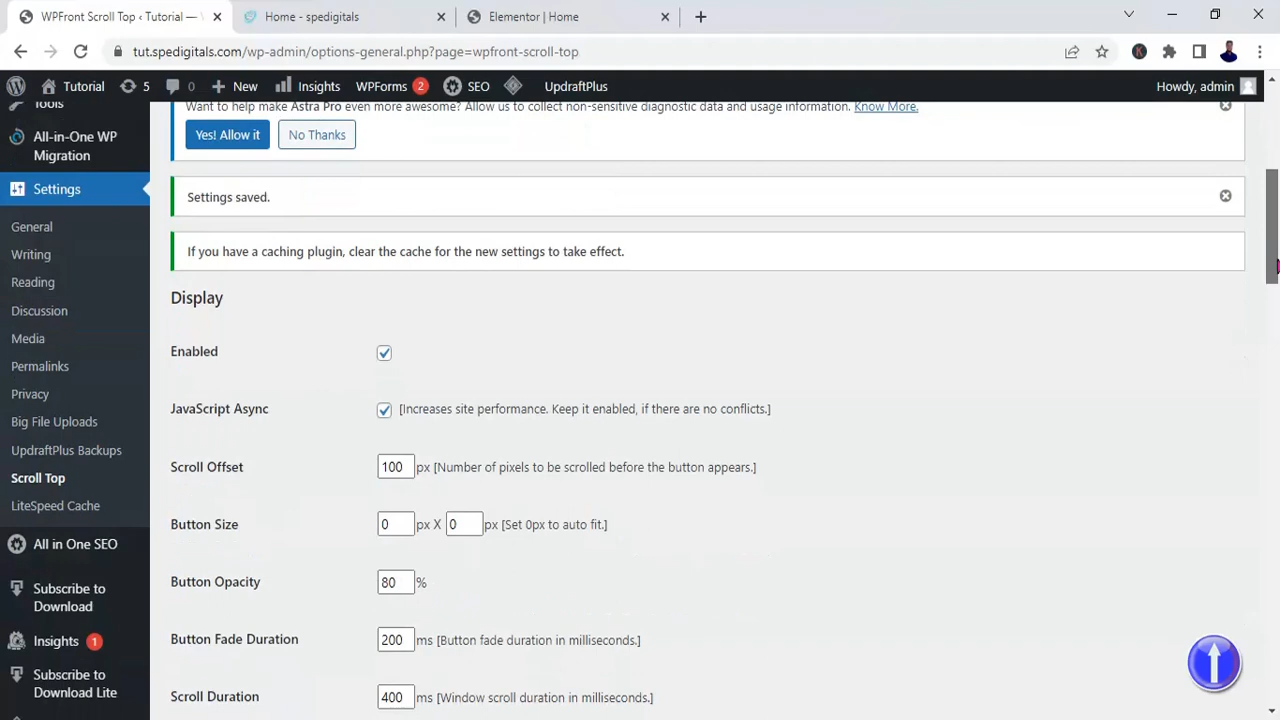 WPFront Scroll Top ‹ Tutorial —
Home - spedigitals
Elementor | Home
tut.spedigitals.com/wp-admin/options-general.php?page=wpfront-scroll-top
K
Tutorial
5
0
New
Insights
WPForms 2
SEO
UpdraftPlus
Howdy, admin
Tools
All-in-One WP
Migration
Settings
General
Writing
Reading
Discussion
Media
Permalinks
Privacy
Big File Uploads
UpdraftPlus Backups
Scroll Top
LiteSpeed Cache
All in One SEO
Subscribe to
Download
Insights 1
Subscribe to
Download Lite
Want to help make Astra Pro even more awesome? Allow us to collect non-sensitive diagnostic data and usage information. Know More.
Yes! Allow it
No Thanks
Settings saved.
If you have a caching plugin, clear the cache for the new settings to take effect.
Display
Enabled
JavaScript Async [Increases site performance. Keep it enabled, if there are no conflicts.]
Scroll Offset 100 px [Number of pixels to be scrolled before the button appears.]
Button Size 0 px X 0 px [Set 0px to auto fit.]
Button Opacity 80 %
Button Fade Duration 200 ms [Button fade duration in milliseconds.]
Scroll Duration 400 ms [Window scroll duration in milliseconds.]